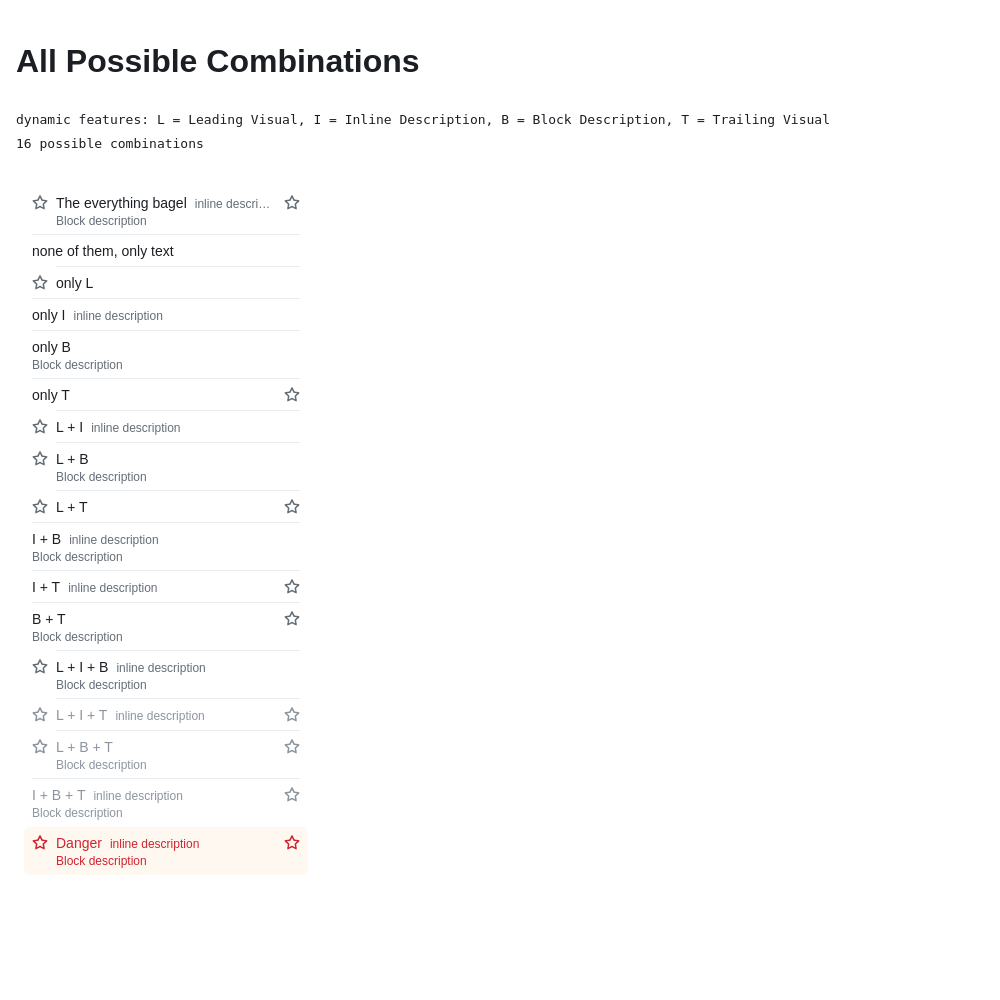 All Possible Combinations
dynamic features: L = Leading Visual, I = Inline Description, B = Block Description, T = Trailing Visual
16 possible combinations
The everything bagel inline descri…
Block description
none of them, only text
only L
only I inline description
only B
Block description
only T
L + I inline description
L + B
Block description
L + T
I + B inline description
Block description
I + T inline description
B + T
Block description
L + I + B inline description
Block description
L + I + T inline description
L + B + T
Block description
I + B + T inline description
Block description
Danger inline description
Block description